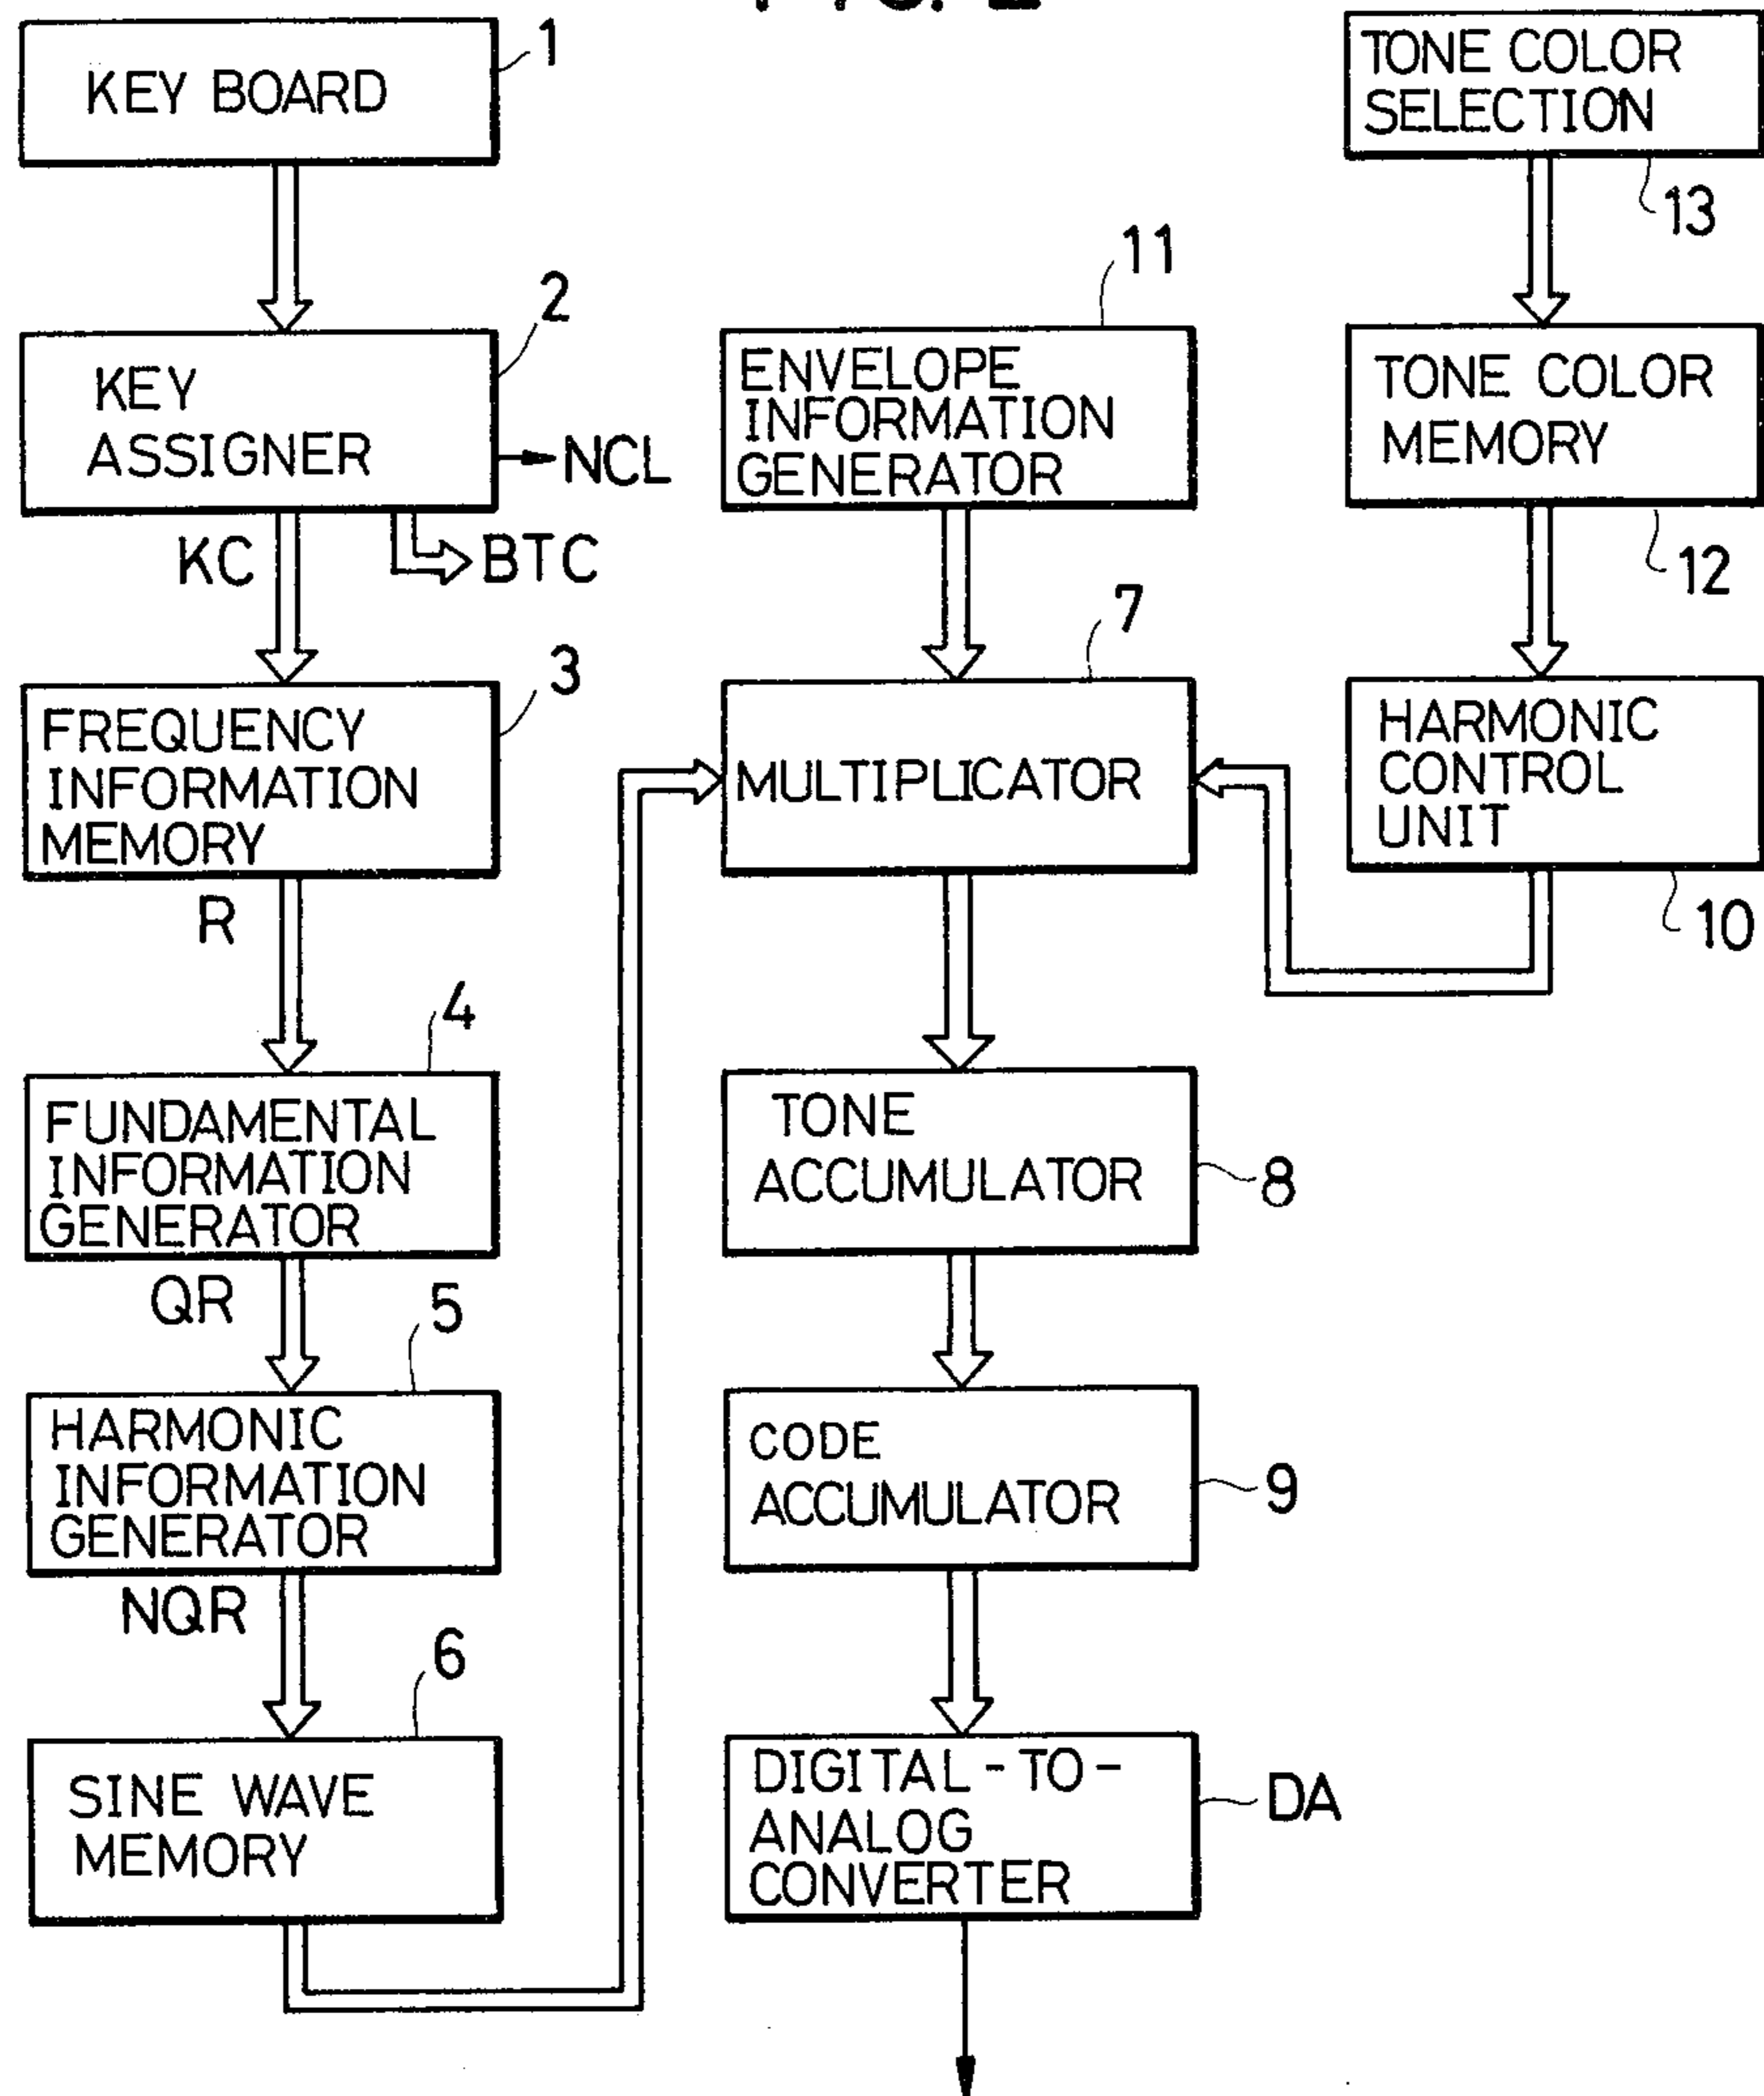 KEY BOARD
1
KEY
ASSIGNER
2
NCL
KC
BTC
FREQUENCY
INFORMATION
MEMORY
3
R
FUNDAMENTAL
INFORMATION
GENERATOR
4
QR
HARMONIC
INFORMATION
GENERATOR
5
NQR
SINE WAVE
MEMORY
6
ENVELOPE
INFORMATION
GENERATOR
11
MULTIPLICATOR
7
TONE
ACCUMULATOR
8
CODE
ACCUMULATOR
9
DIGITAL-TO-
ANALOG
CONVERTER
DA
TONE COLOR
SELECTION
13
TONE COLOR
MEMORY
12
HARMONIC
CONTROL
UNIT
10